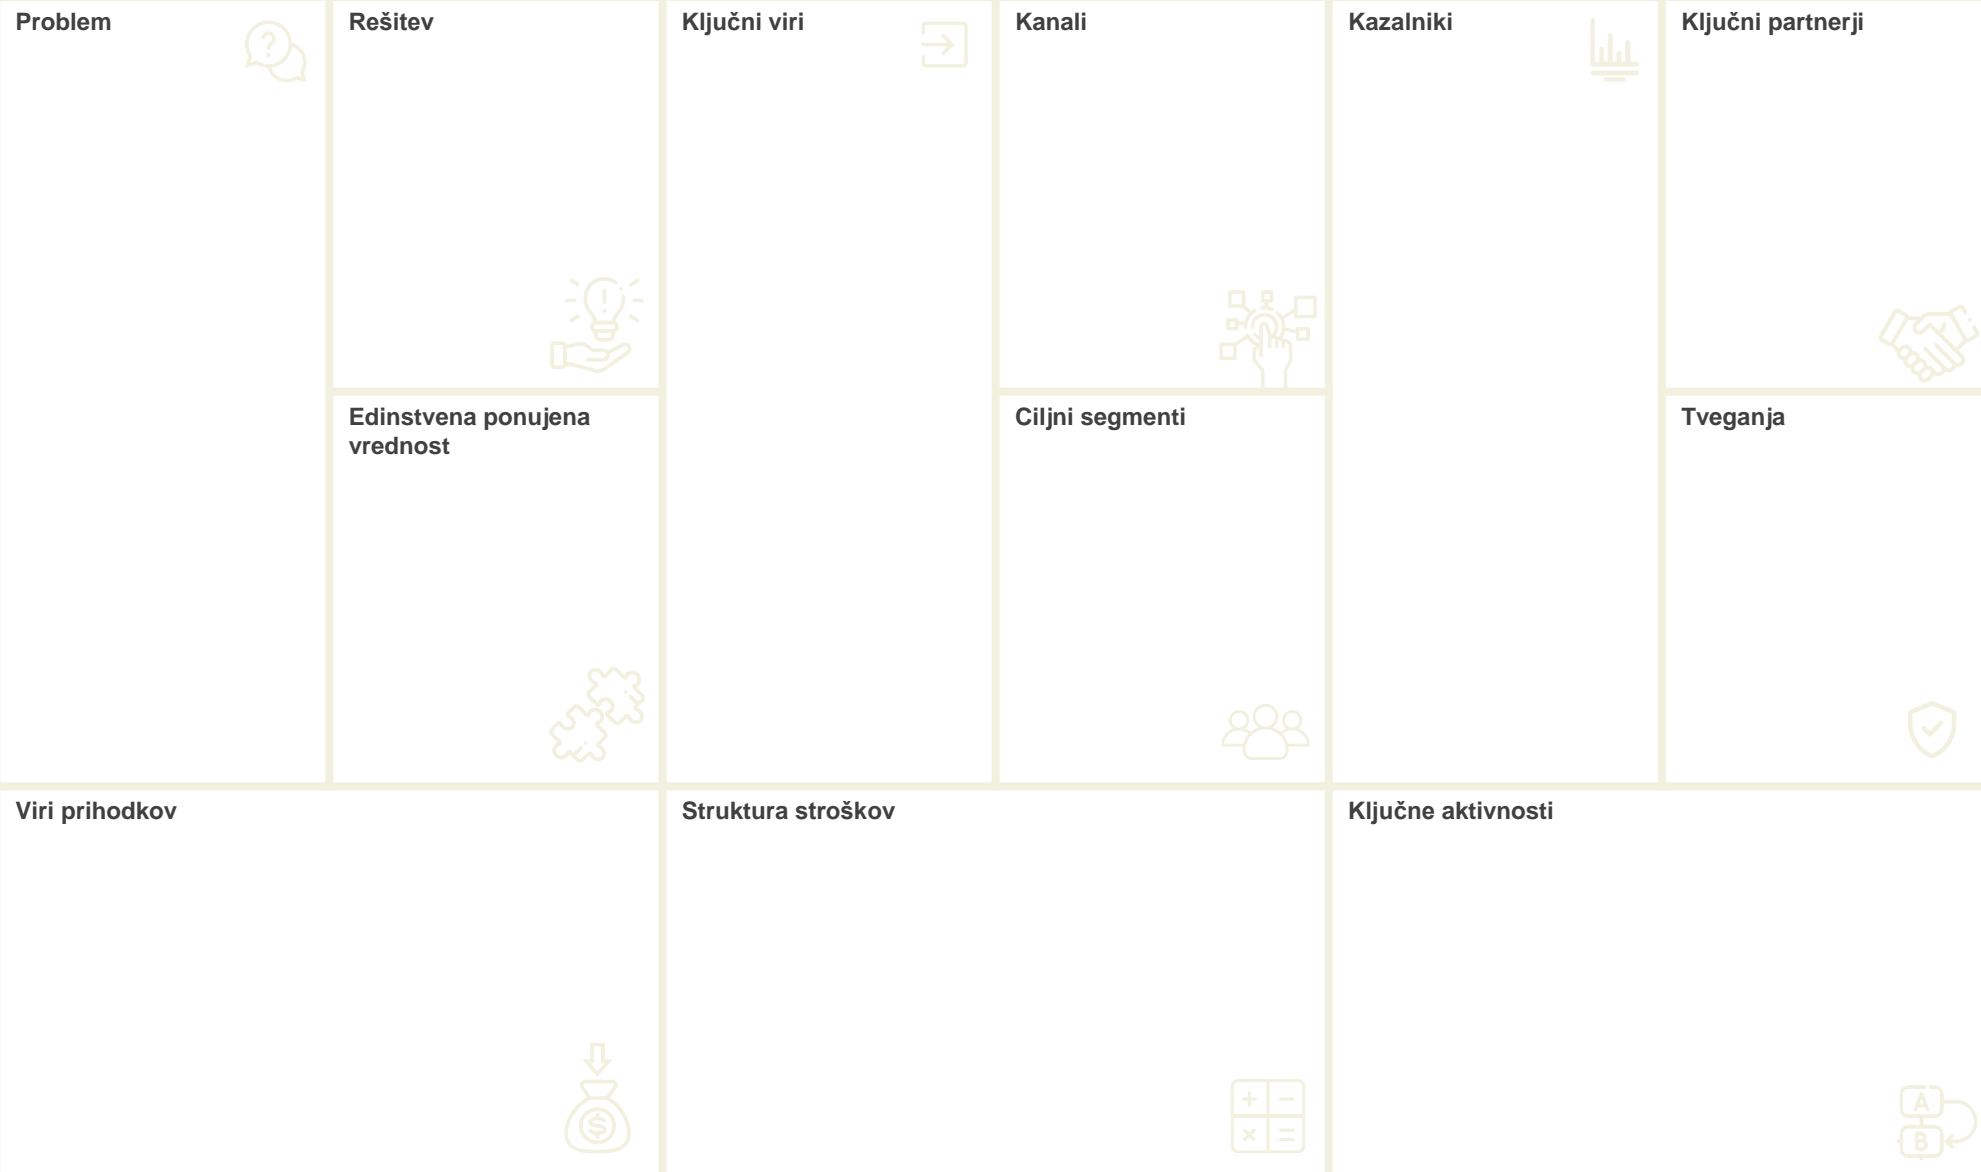 Problem
Rešitev
Ključni viri
Kanali
Kazalniki
Ključni partnerji
Edinstvena ponujena
vrednost
Ciljni segmenti
Tveganja
Viri prihodkov
Struktura stroškov
Ključne aktivnosti
A
B